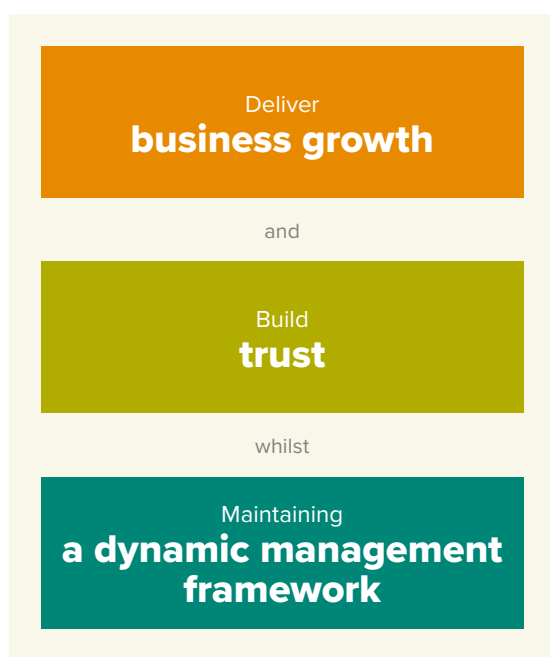 Deliver
business growth
and
Build
trust
whilst
Maintaining
a dynamic management
framework